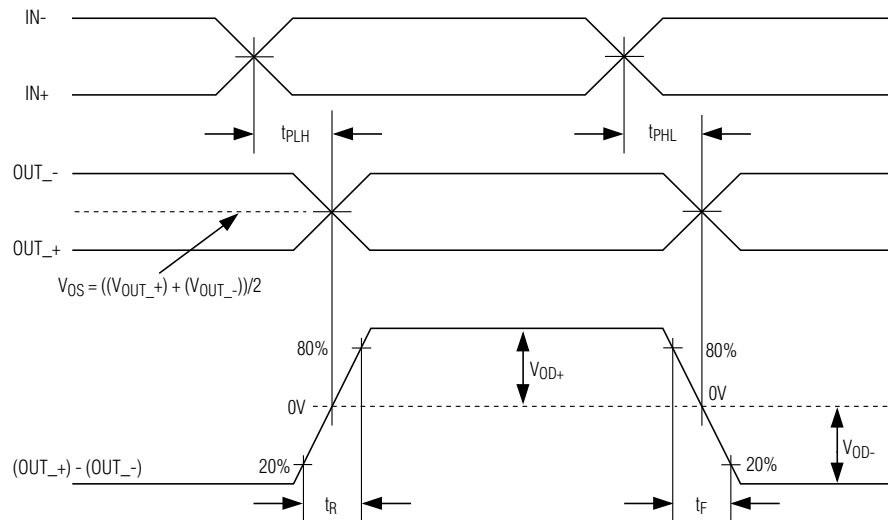 IN-
IN+
tPLH
tPHL
OUT_-
OUT_+
VOS = ((VOUT_+) + (VOUT_-))/2
80%
VOD+
80%
0V
0V
20%
20%
VOD-
(OUT_+) - (OUT_-)
tR
tF